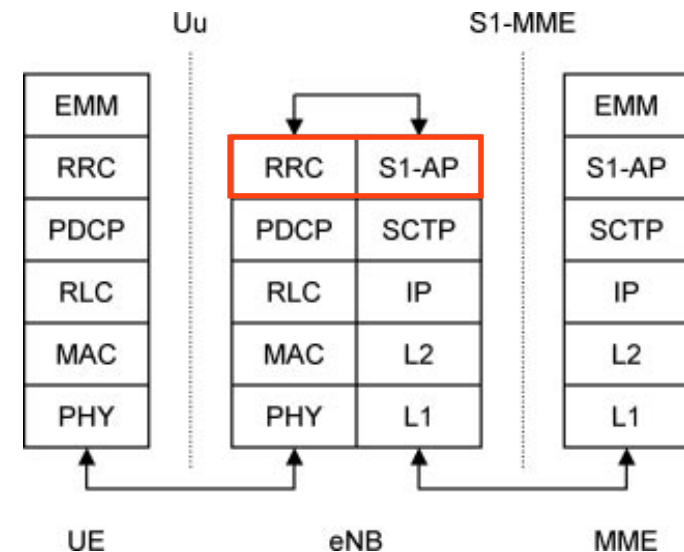 Uu S1-MME
EMM EMM
RRC RRC S1-AP S1-AP
PDCP PDCP SCTP SCTP
RLC RLC IP IP
MAC MAC L2 L2
PHY PHY L1 L1
UE eNB MME